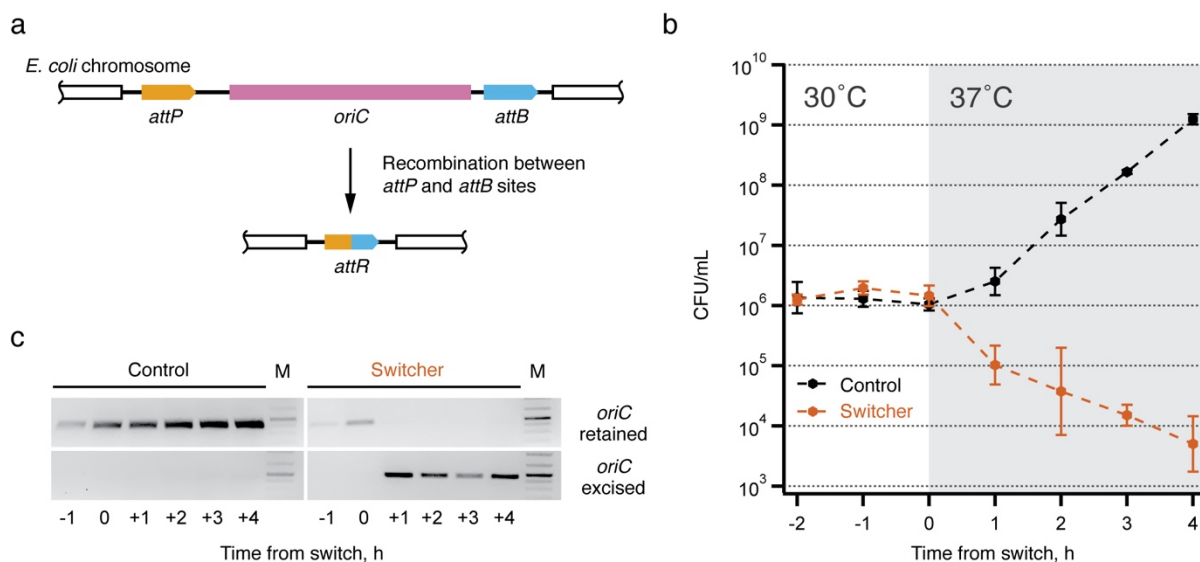 a
E. coli chromosome
attP
oriC
attB
Recombination between
attP and attB sites
attR
b
10^10
10^9
10^8
10^7
10^6
10^5
10^4
10^3
CFU/mL
30°C
37°C
Control
Switcher
-2 -1 0 1 2 3 4
Time from switch, h
c
Control M Switcher M
oriC
retained
oriC
excised
-1 0 +1 +2 +3 +4 -1 0 +1 +2 +3 +4
Time from switch, h